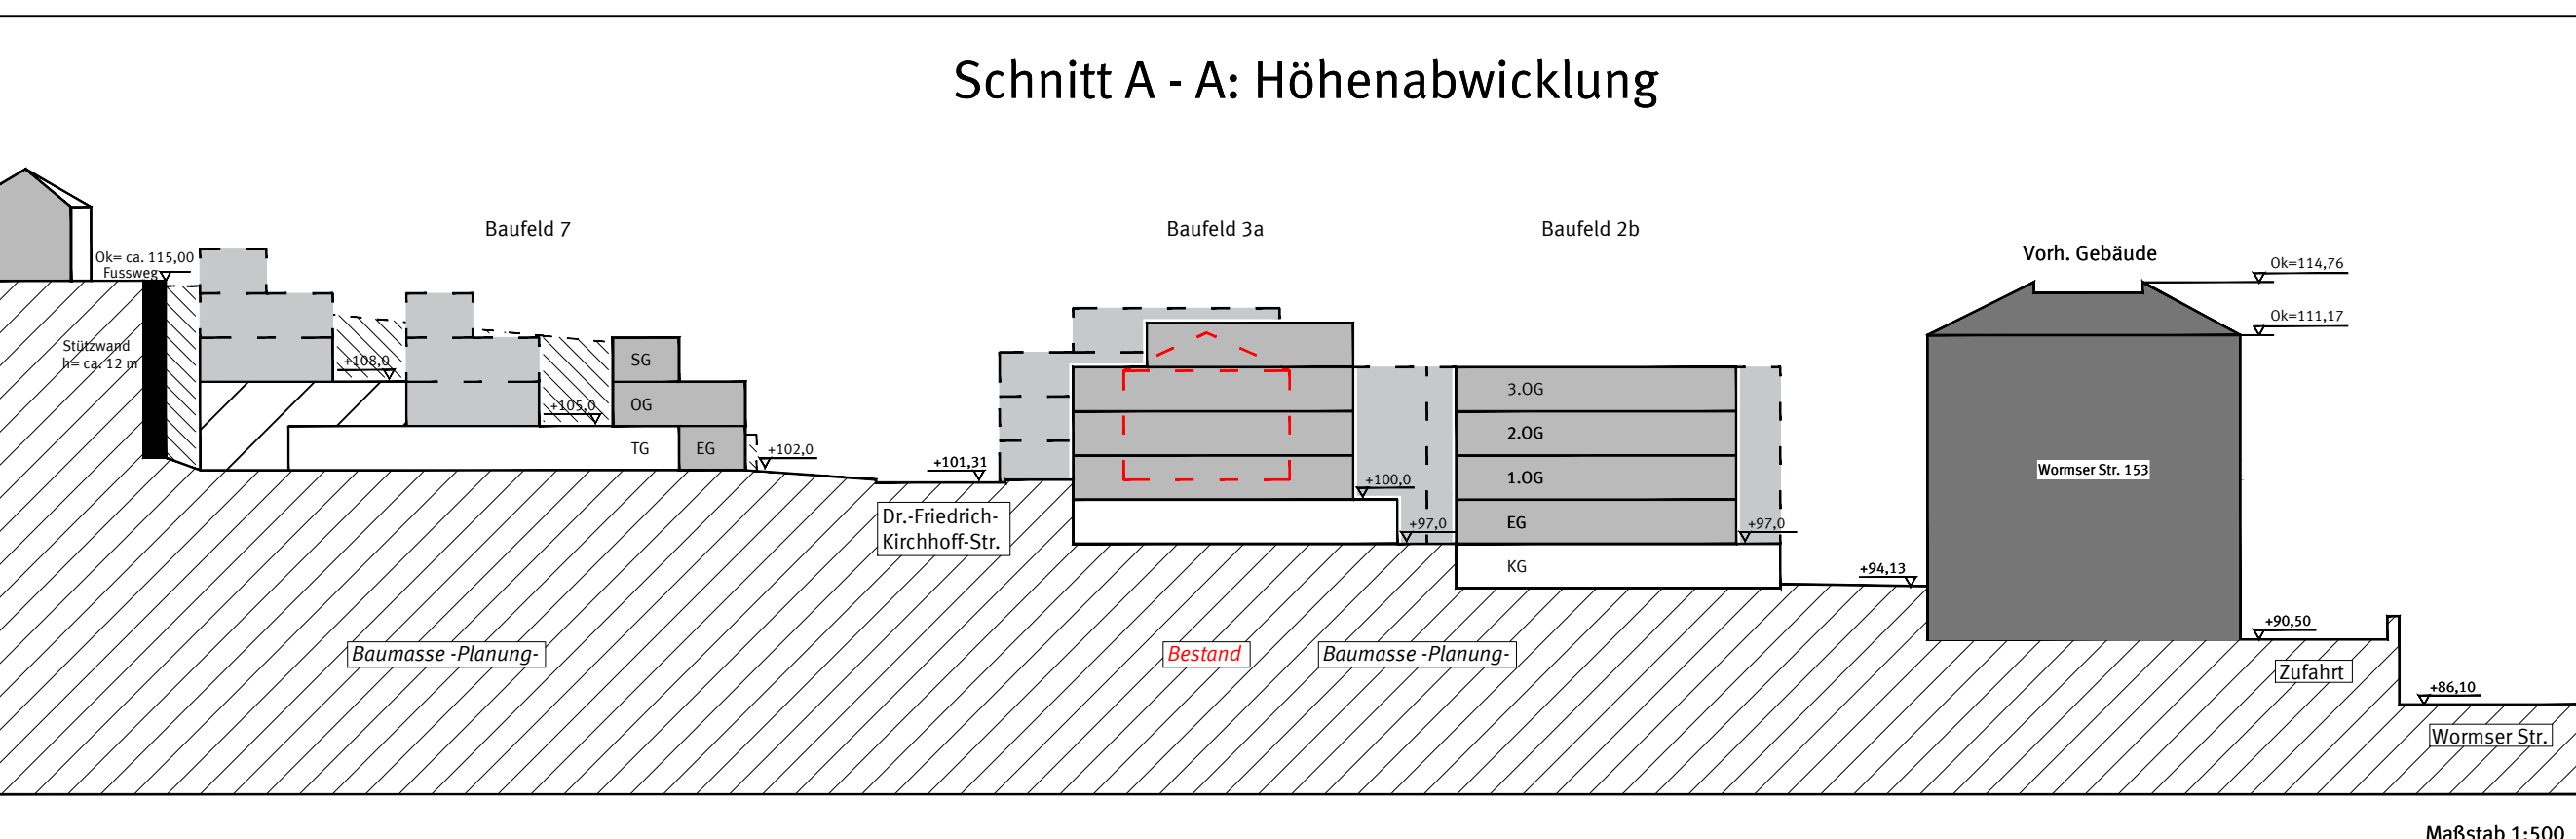 Schnitt A - A: Höhenabwicklung
Baufeld 7
Baufeld 3a
Baufeld 2b
Vorh. Gebäude
Ok= ca. 115,00
Fussweg
Ok=114,76
Ok=111,17
Stützwand
h= ca. 12 m
+108,0
SG
+105,0
OG
TG
EG
+102,0
+101,31
Dr.-Friedrich-
Kirchhoff-Str.
+100,0
+97,0
3.OG
2.OG
1.OG
EG
KG
+97,0
+94,13
Wormser Str. 153
+90,50
Zufahrt
+86,10
Wormser Str.
Baumasse -Planung-
Bestand
Baumasse -Planung-
Maßstab 1:500